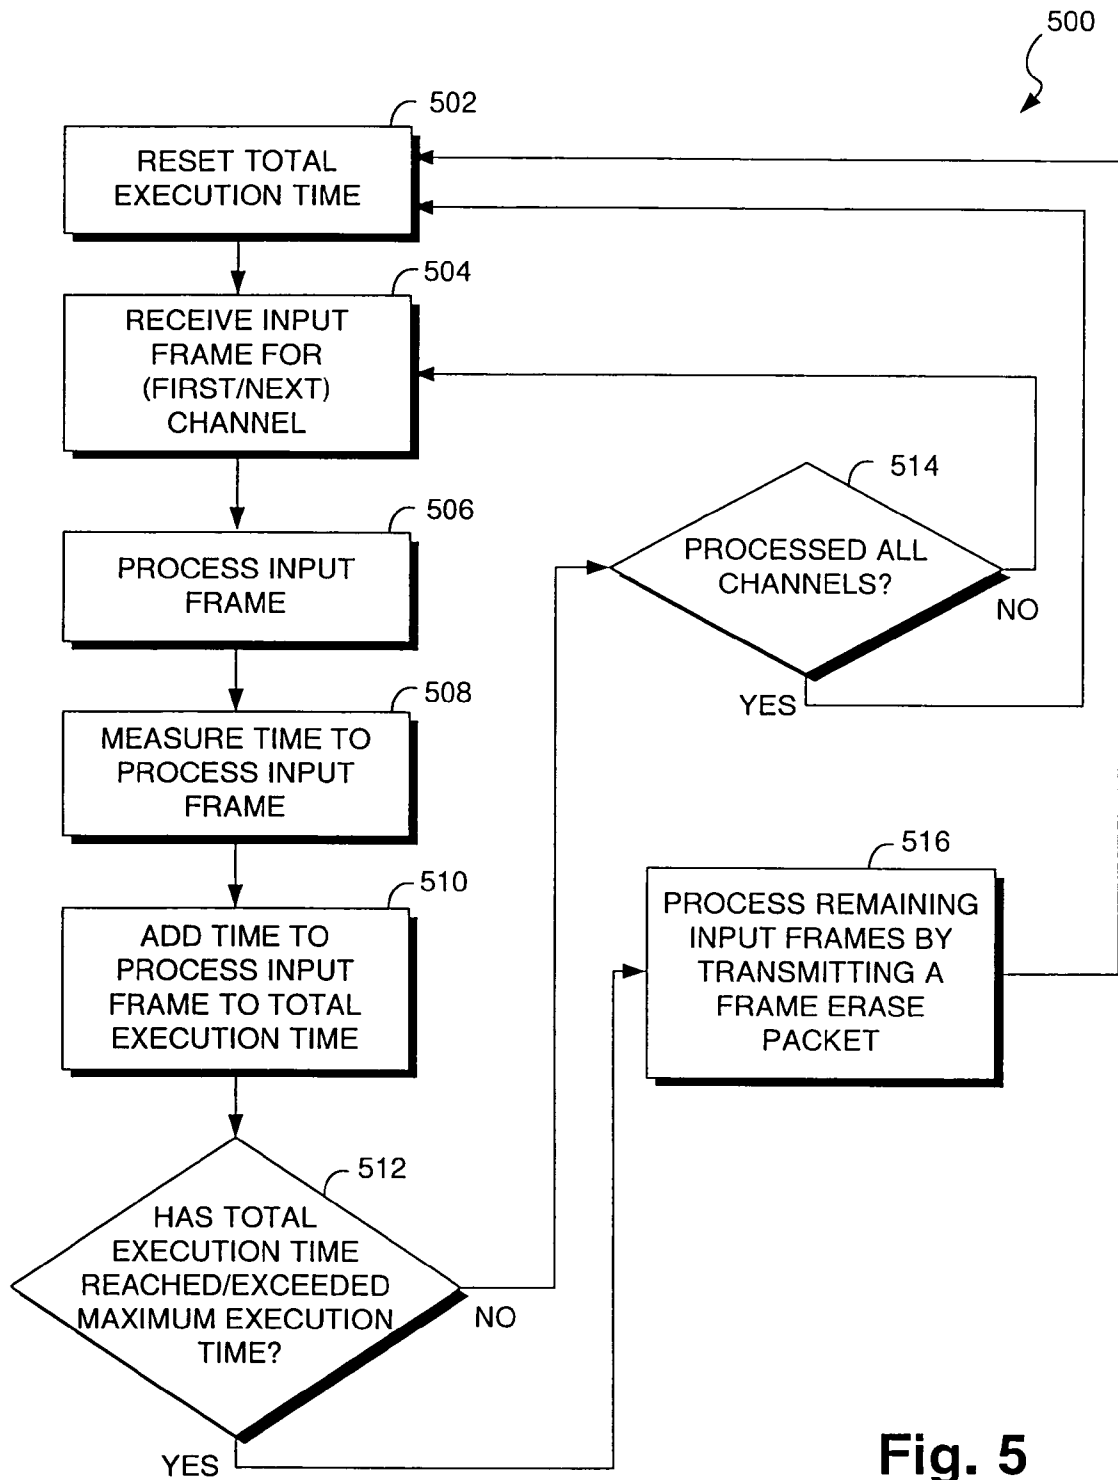 500
502
RESET TOTAL
EXECUTION TIME
504
RECEIVE INPUT
FRAME FOR
(FIRST/NEXT)
CHANNEL
506
PROCESS INPUT
FRAME
508
MEASURE TIME TO
PROCESS INPUT
FRAME
510
ADD TIME TO
PROCESS INPUT
FRAME TO TOTAL
EXECUTION TIME
512
HAS TOTAL
EXECUTION TIME
REACHED/EXCEEDED
MAXIMUM EXECUTION
TIME?
NO
YES
514
PROCESSED ALL
CHANNELS?
NO
YES
516
PROCESS REMAINING
INPUT FRAMES BY
TRANSMITTING A
FRAME ERASE
PACKET
Fig. 5